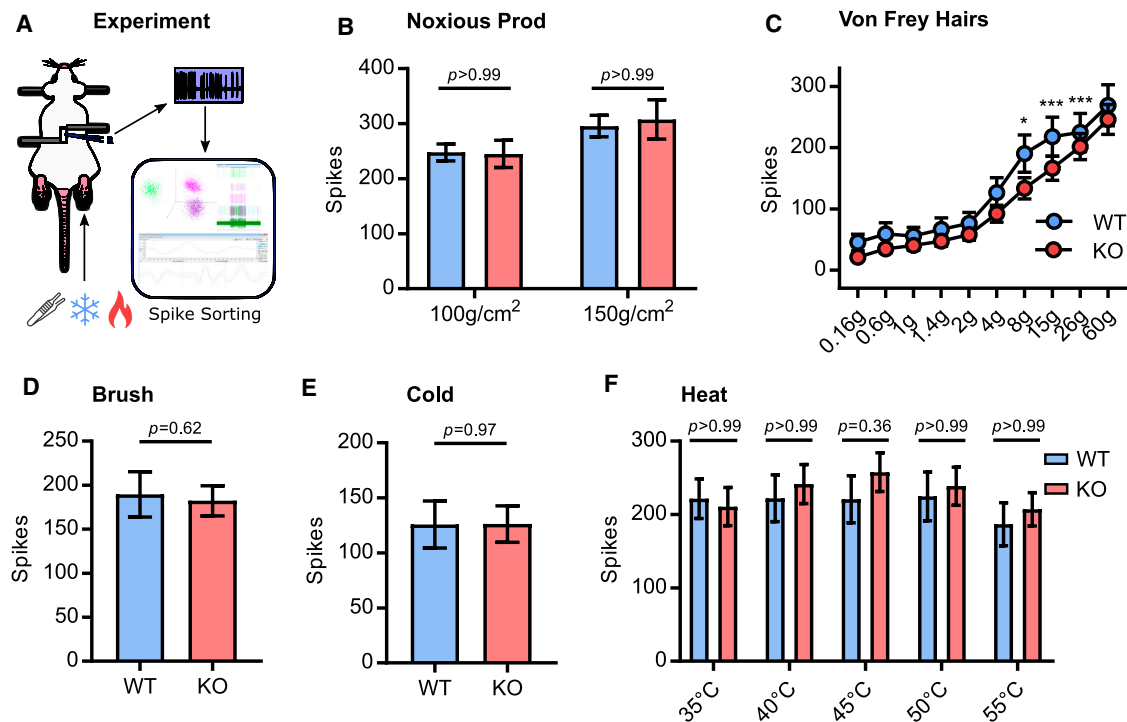 A Experiment
Spike Sorting
B Noxious Prod
p>0.99 p>0.99
400
300
200
100
0
Spikes
100g/cm² 150g/cm²
C Von Frey Hairs
300
200
100
0
Spikes
* *** ***
WT
KO
0.16g 0.6g 1g 1.4g 2g 4g 8g 15g 26g 60g
D Brush
p=0.62
250
200
150
100
50
0
Spikes
WT KO
E Cold
p=0.97
200
150
100
50
0
Spikes
WT KO
F Heat
p>0.99 p>0.99 p=0.36 p>0.99 p>0.99
300
200
100
0
Spikes
WT
KO
35°C 40°C 45°C 50°C 55°C